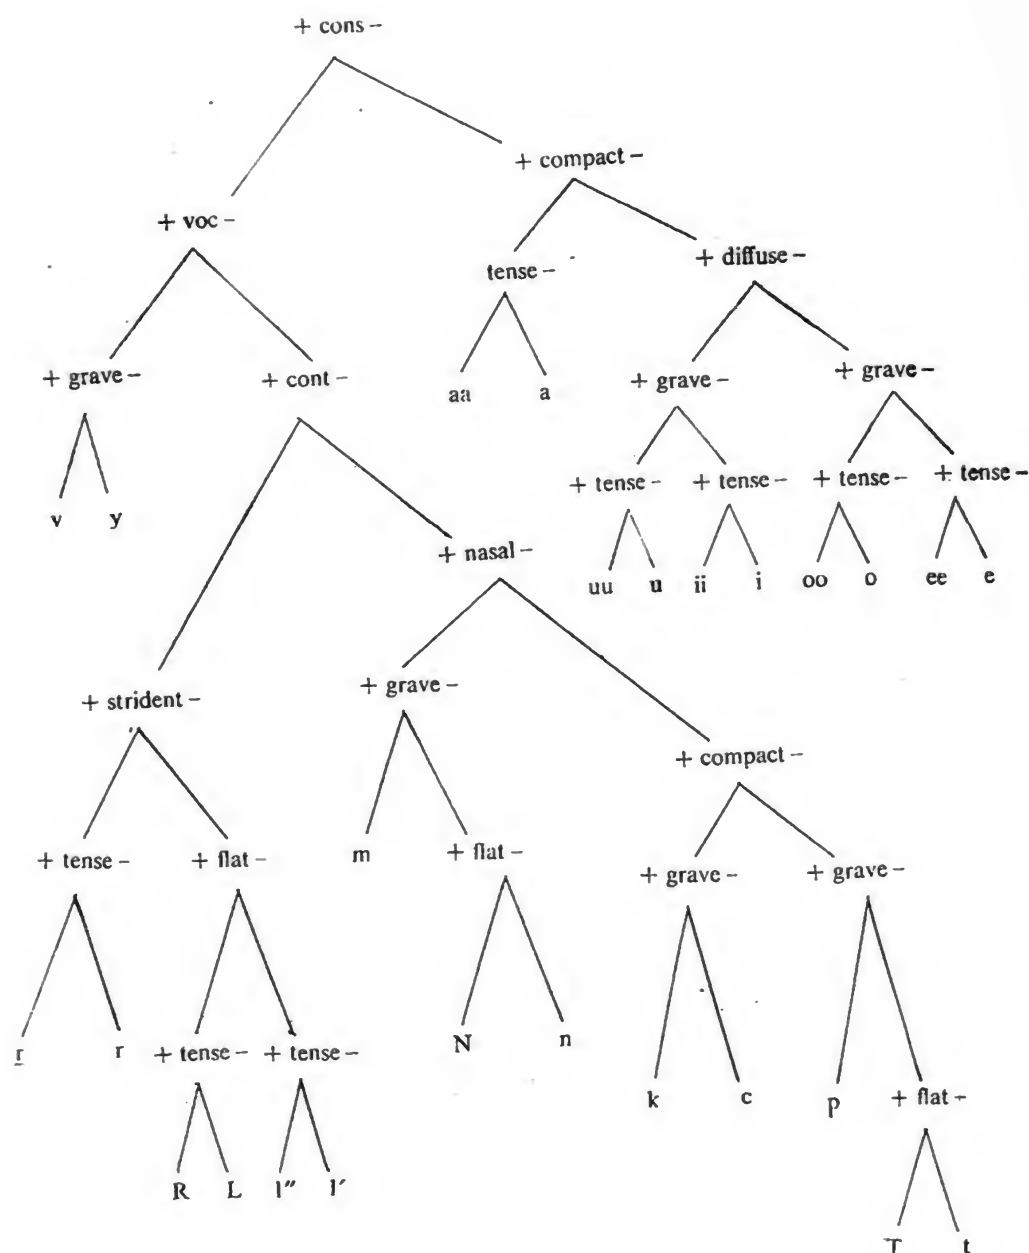 + cons –
+ compact –
+ voc –
tense –
+ diffuse –
+ grave –
+ cont –
aa
a
+ grave –
+ grave –
+ tense –
+ tense –
+ tense –
+ tense –
v
y
+ nasal –
uu
u
ii
i
oo
o
ee
e
+ strident –
+ grave –
+ compact –
+ tense –
+ flat –
m
+ flat –
+ grave –
+ grave –
r
r
+ tense –
+ tense –
N
n
k
c
p
+ flat –
R
L
l″
l′
T
t